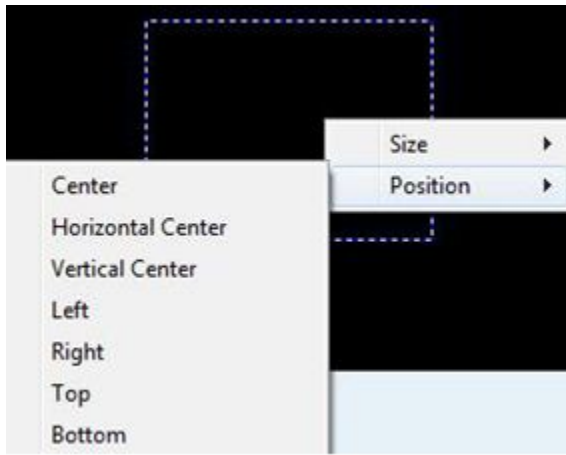 Size
Position
Center
Horizontal Center
Vertical Center
Left
Right
Top
Bottom